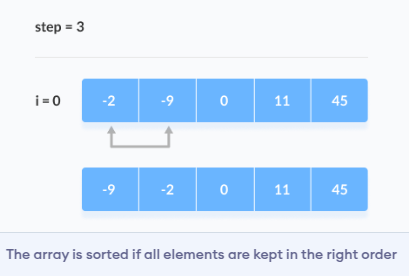 step = 3
i = 0 -2 -9 0 11 45
-9 -2 0 11 45
The array is sorted if all elements are kept in the right order